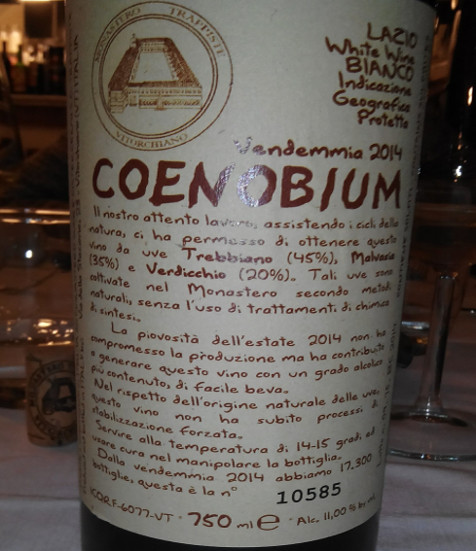 MONASTERO TRAPPISTE
VITORCHIANO
LAZIO
White Wine
BIANCO
Indicazione
Geografica
Protetta
Vendemmia 2014
COENOBIUM
Il nostro attento lavoro, assistendo i cicli della
natura, ci ha permesso di ottenere questo
vino da uve Trebbiano (45%), Malvasia
(35%) e Verdicchio (20%). Tali uve sono
coltivate nel Monastero secondo metodi
naturali, senza l'uso di trattamenti di chimica
di sintesi.
La piovosità dell'estate 2014 non ha
compromesso la produzione ma ha contribuito
a generare questo vino con un grado alcolico
più contenuto, di facile beva.
Nel rispetto dell'origine naturale delle uve,
questo vino non ha subito processi di
stabilizzazione forzata.
Servire alla temperatura di 14-15 gradi ed
usare cura nel manipolare la bottiglia.
Dalla vendemmia 2014 abbiamo 17.300
bottiglie, questa è la n° 10585
ICQRF-6077-VT · 750 ml e · Alc. 11,00 % by vol.